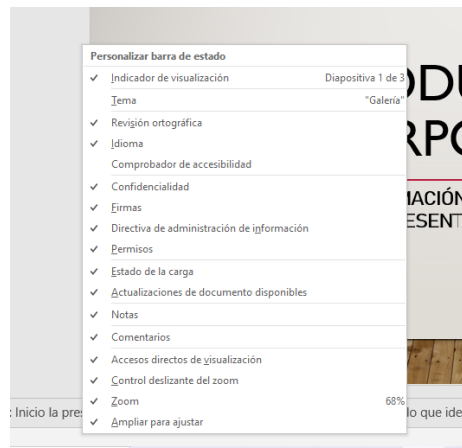 Personalizar barra de estado
Indicador de visualización Diapositiva 1 de 3
Tema "Galería"
Revisión ortográfica
Idioma
Comprobador de accesibilidad
Confidencialidad
Firmas
Directiva de administración de información
Permisos
Estado de la carga
Actualizaciones de documento disponibles
Notas
Comentarios
Accesos directos de visualización
Control deslizante del zoom
Zoom 68%
Ampliar para ajustar
: Inicio la
lo que